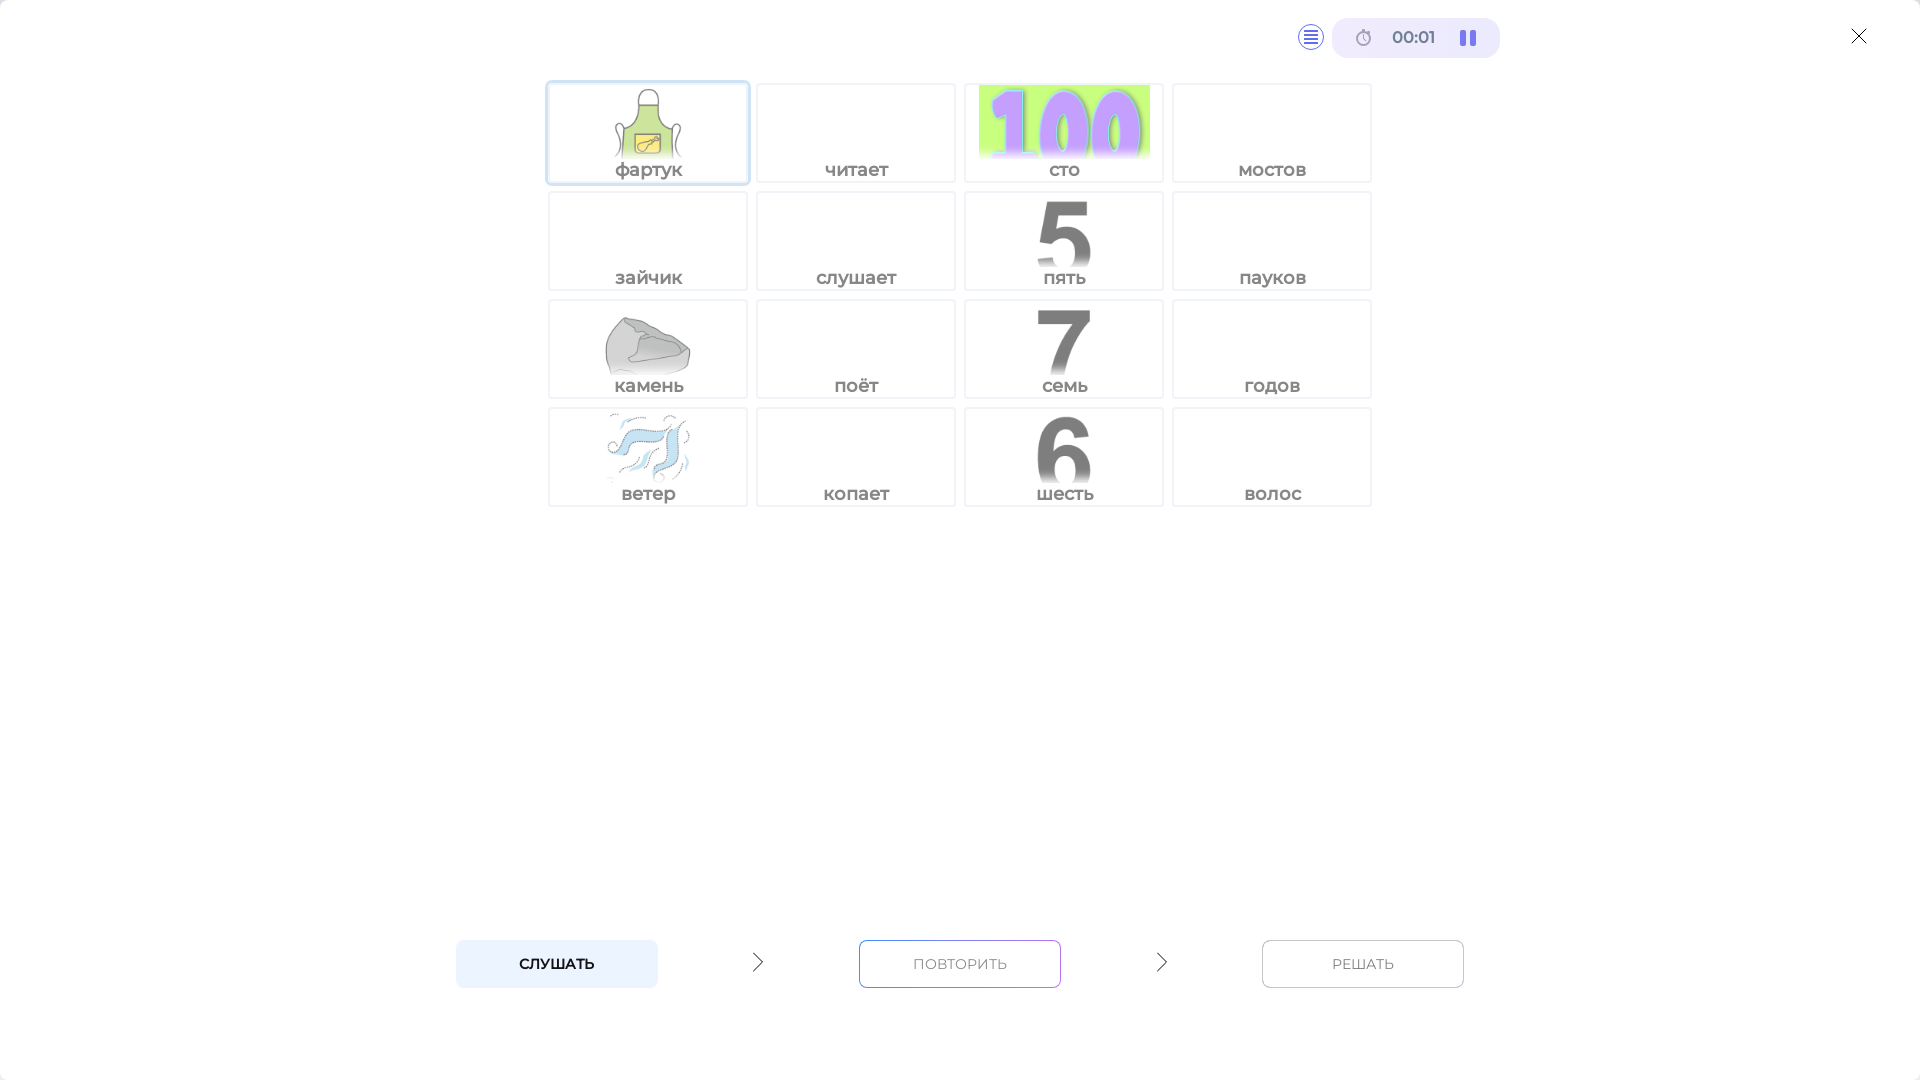 00:01
фартук читает 100 сто мостов
зайчик слушает 5 пять пауков
камень поёт 7 семь годов
ветер копает 6 шесть волос
СЛУШАТЬ ПОВТОРИТЬ РЕШАТЬ